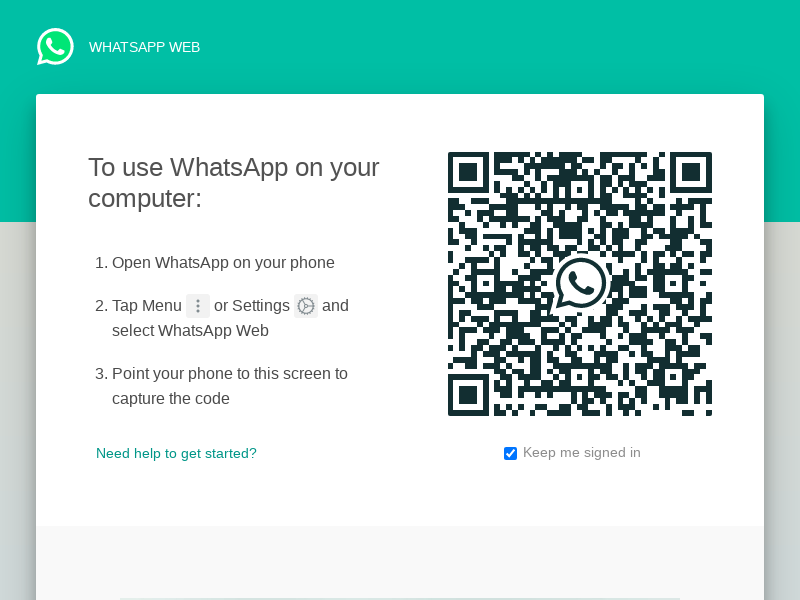 WHATSAPP WEB
To use WhatsApp on your
computer:
1. Open WhatsApp on your phone
2. Tap Menu or Settings and
select WhatsApp Web
3. Point your phone to this screen to
capture the code
Need help to get started?
Keep me signed in